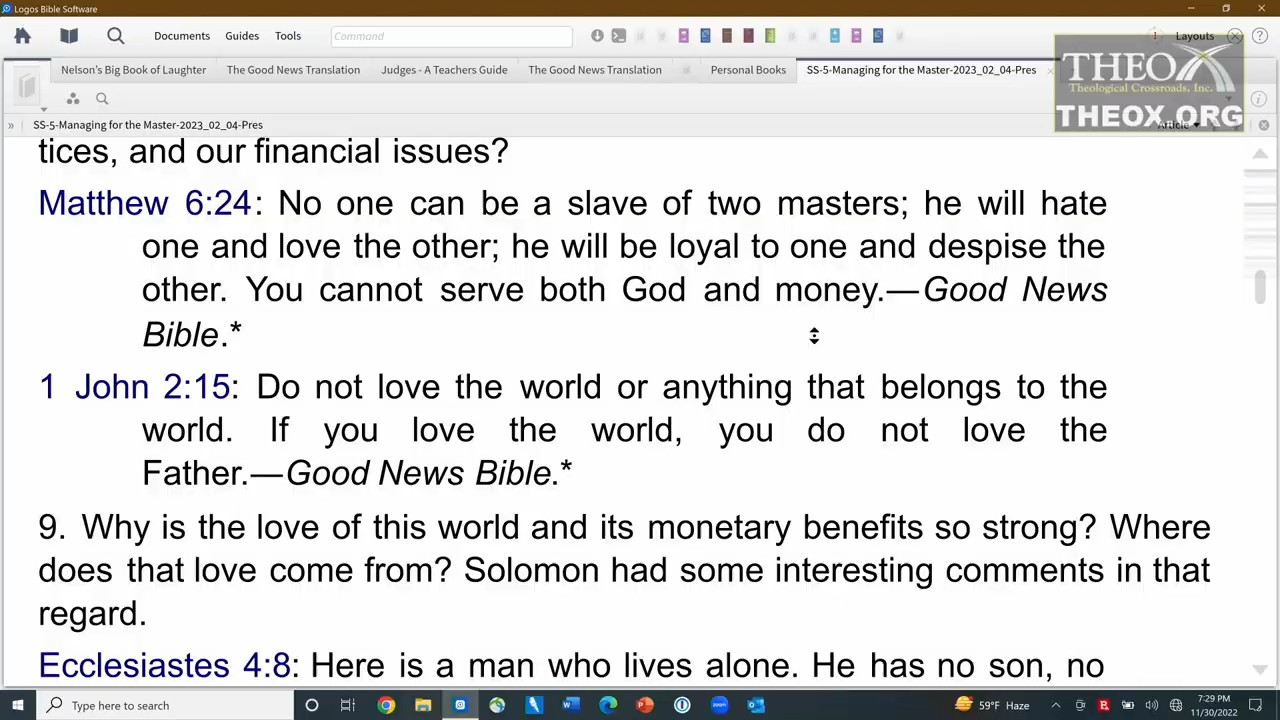 Logos Bible Software
Documents Guides Tools Command Layouts
Nelson's Big Book of Laughter The Good News Translation Judges - A Teachers Guide The Good News Translation Personal Books SS-5-Managing for the Master-2023_02_04-Pres
THEOX
Theological Crossroads, Inc.
THEOX.ORG
» SS-5-Managing for the Master-2023_02_04-Pres Article
tices, and our financial issues?
Matthew 6:24: No one can be a slave of two masters; he will hate
one and love the other; he will be loyal to one and despise the
other. You cannot serve both God and money.—Good News
Bible.*
1 John 2:15: Do not love the world or anything that belongs to the
world. If you love the world, you do not love the
Father.—Good News Bible.*
9. Why is the love of this world and its monetary benefits so strong? Where
does that love come from? Solomon had some interesting comments in that
regard.
Ecclesiastes 4:8: Here is a man who lives alone. He has no son, no
Type here to search 59°F Haze 7:29 PM
11/30/2022